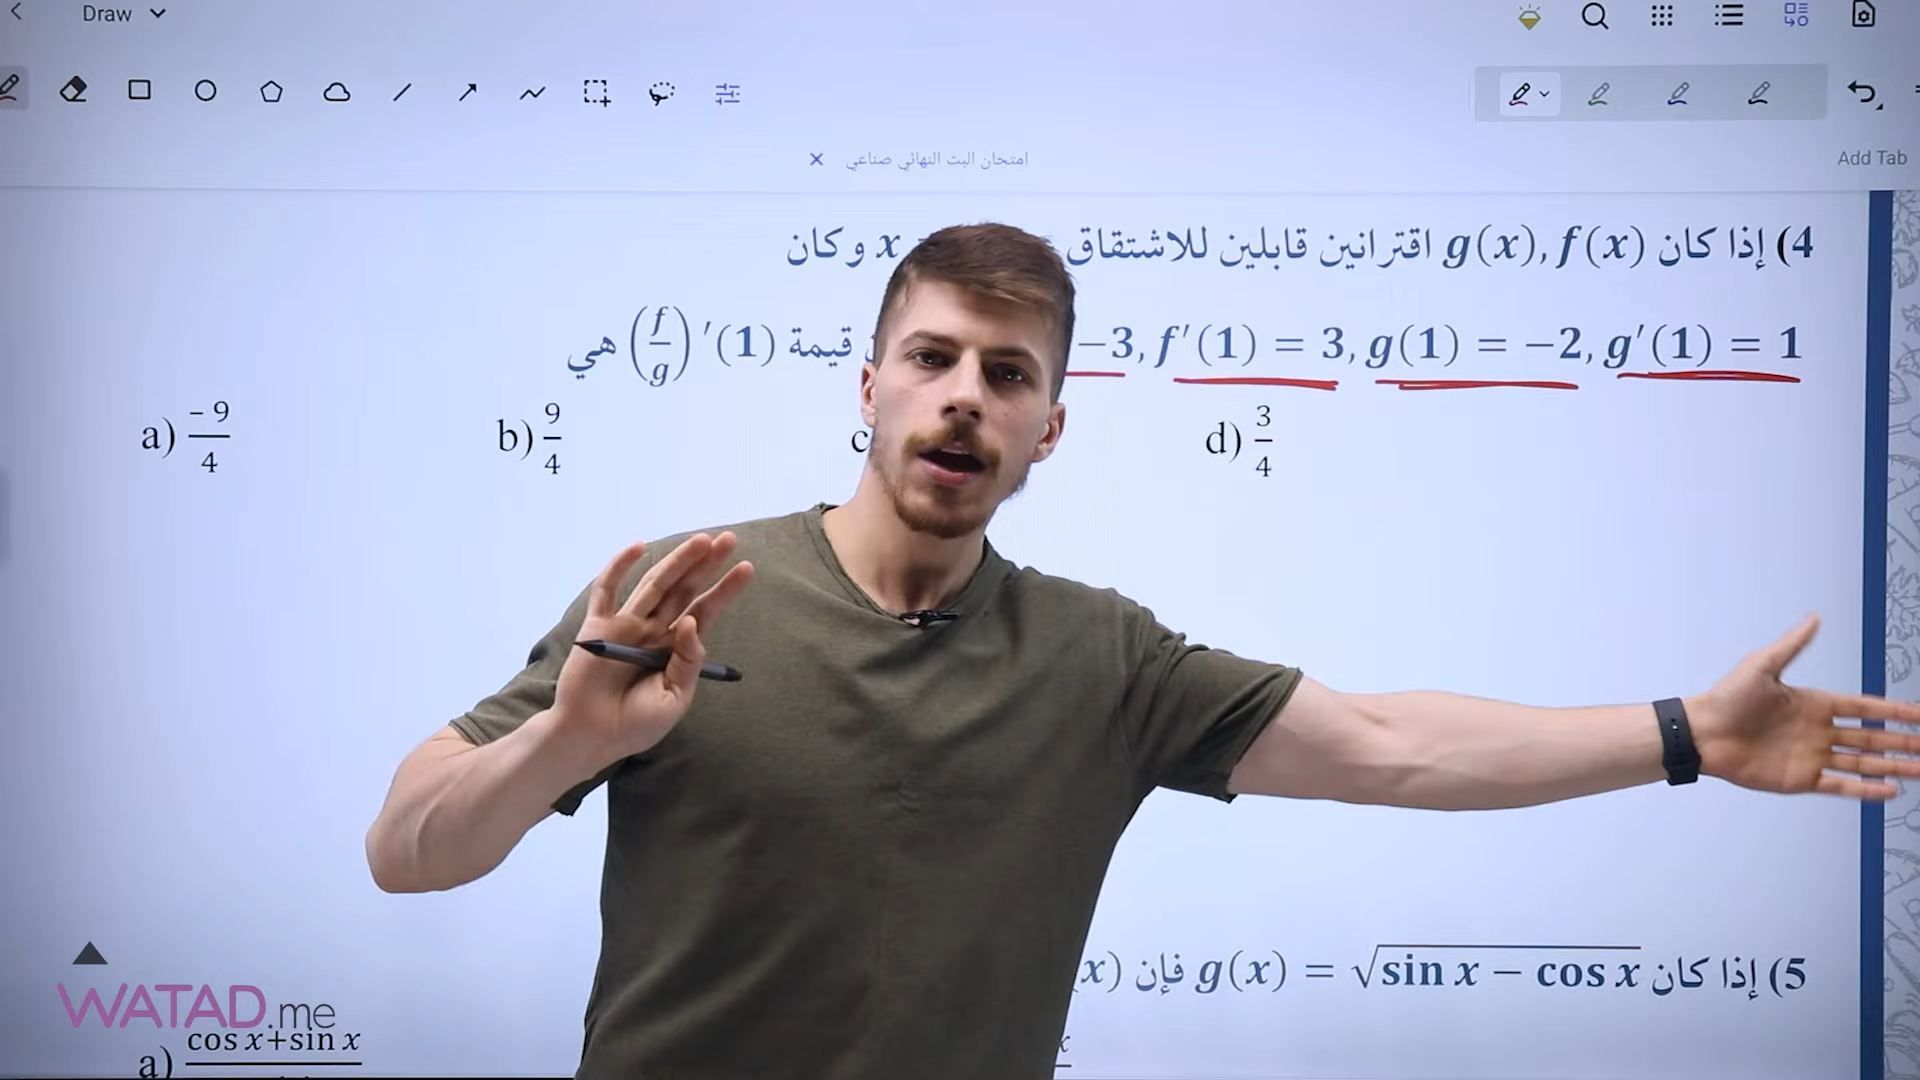 Draw
امتحان البت النهائي صناعي
Add Tab
4) إذا كان g(x), f(x) اقترانين قابلين للاشتقاق x وكان
g′(1) = 1 ,g(1) = −2 ,f′(1) = 3 ,−3 قيمة (f/g)′(1) هي
a) −9/4 b) 9/4 c d) 3/4
5) إذا كان g(x) = √(sin x − cos x) فإن x)
WATAD.me
a) cos x+sin x
x